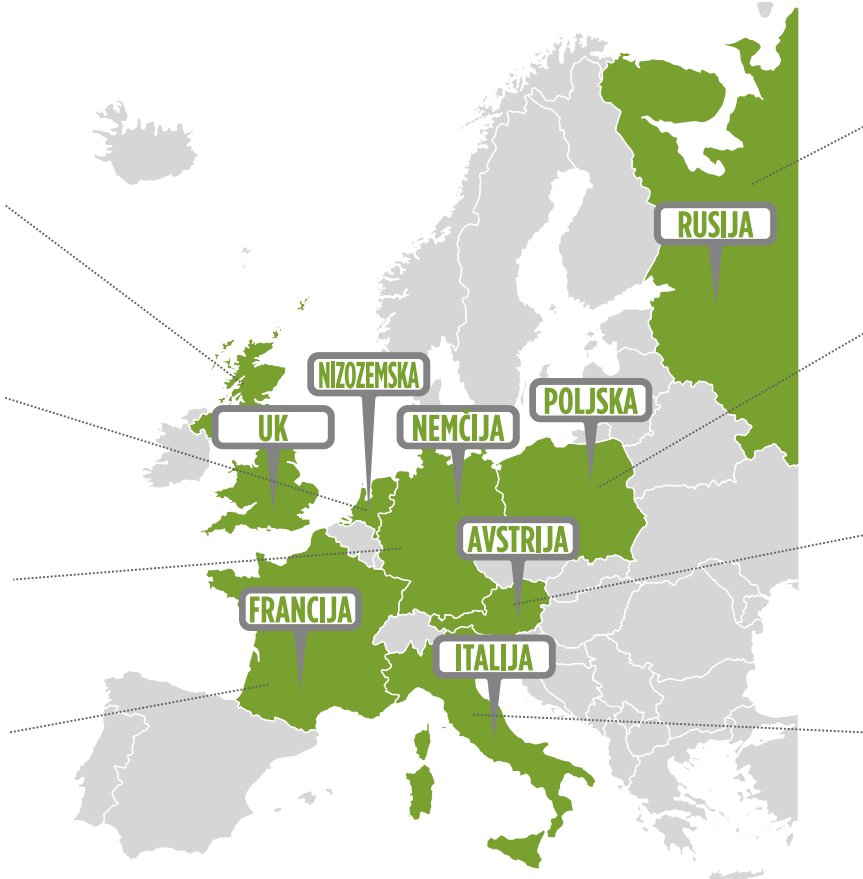 RUSIJA
NIZOZEMSKA
POLJSKA
UK
NEMČIJA
AVSTRIJA
FRANCIJA
ITALIJA